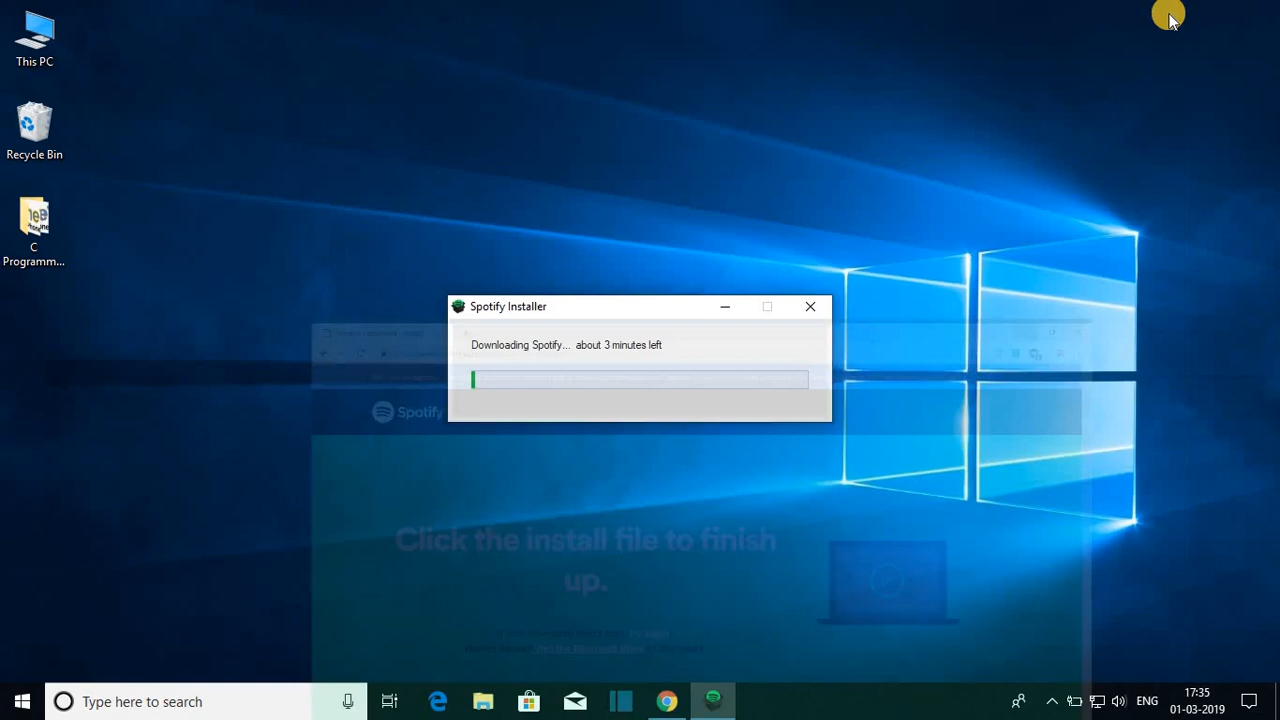 This PC
Recycle Bin
C
Programm...
Spotify Installer
Downloading Spotify... about 3 minutes left
Spotify
Click the install file to finish
up.
Type here to search
ENG
17:35
01-03-2019